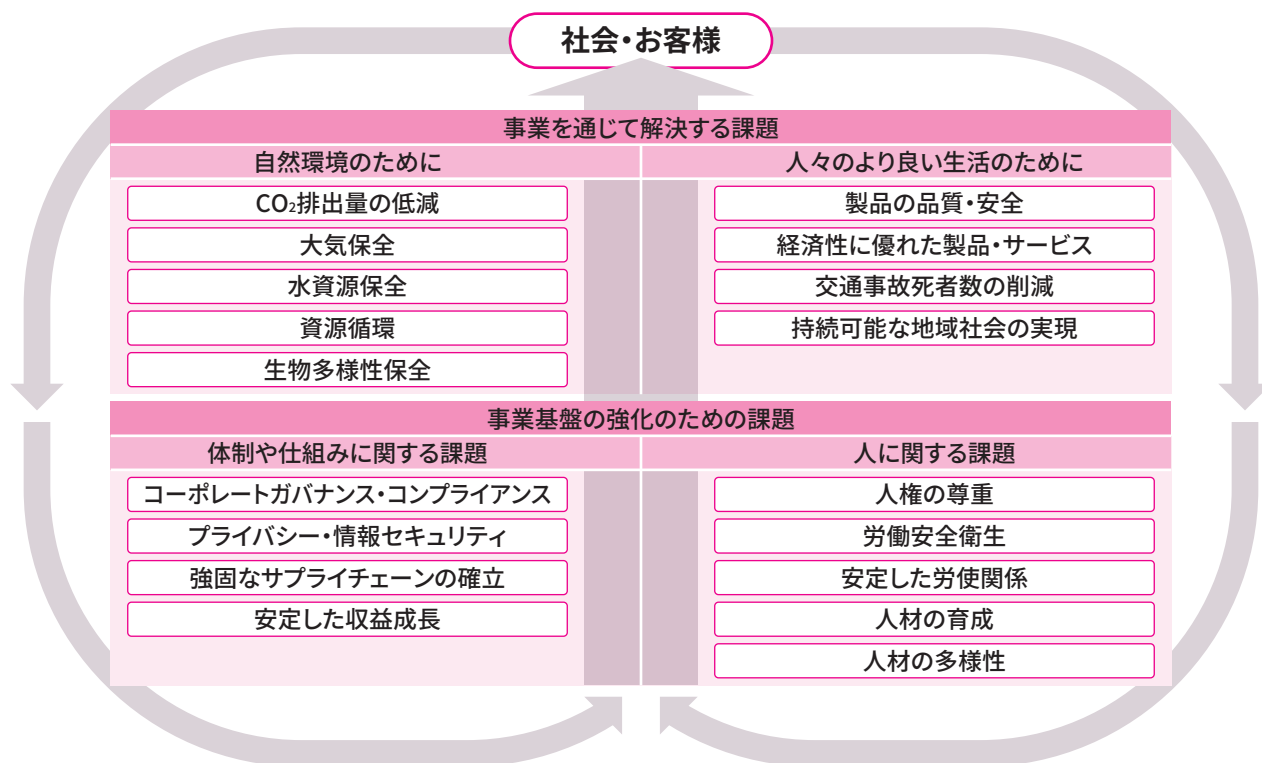 社会・お客様
事業を通じて解決する課題
自然環境のために
CO₂排出量の低減
大気保全
水資源保全
資源循環
生物多様性保全
人々のより良い生活のために
製品の品質・安全
経済性に優れた製品・サービス
交通事故死者数の削減
持続可能な地域社会の実現
事業基盤の強化のための課題
体制や仕組みに関する課題
コーポレートガバナンス・コンプライアンス
プライバシー・情報セキュリティ
強固なサプライチェーンの確立
安定した収益成長
人に関する課題
人権の尊重
労働安全衛生
安定した労使関係
人材の育成
人材の多様性